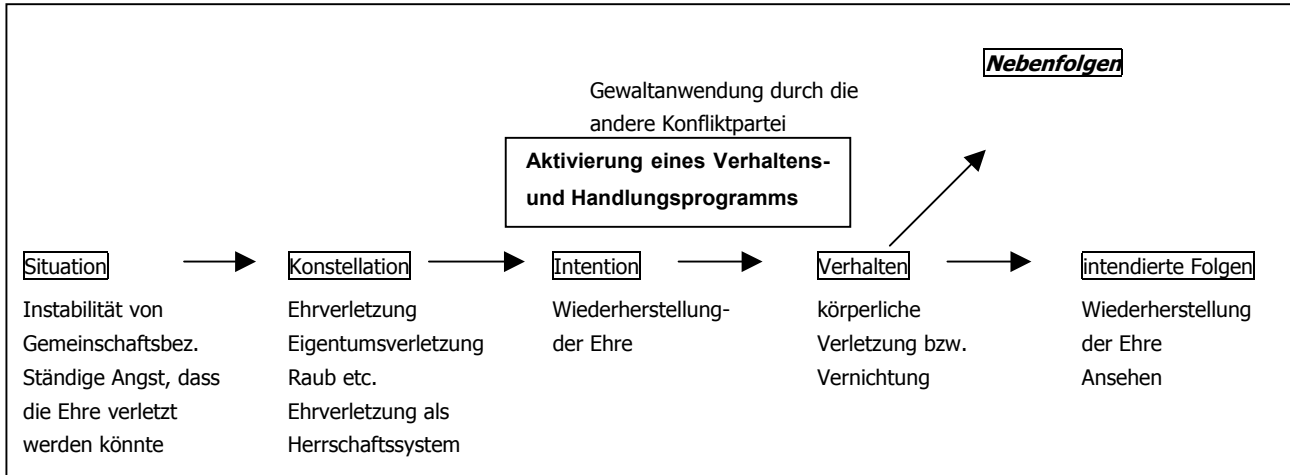 Nebenfolgen
Gewaltanwendung durch die
andere Konfliktpartei
Aktivierung eines Verhaltens-
und Handlungsprogramms
Situation
Instabilität von
Gemeinschaftsbez.
Ständige Angst, dass
die Ehre verletzt
werden könnte
Konstellation
Ehrverletzung
Eigentumsverletzung
Raub etc.
Ehrverletzung als
Herrschaftssystem
Intention
Wiederherstellung-
der Ehre
Verhalten
körperliche
Verletzung bzw.
Vernichtung
intendierte Folgen
Wiederherstellung
der Ehre
Ansehen